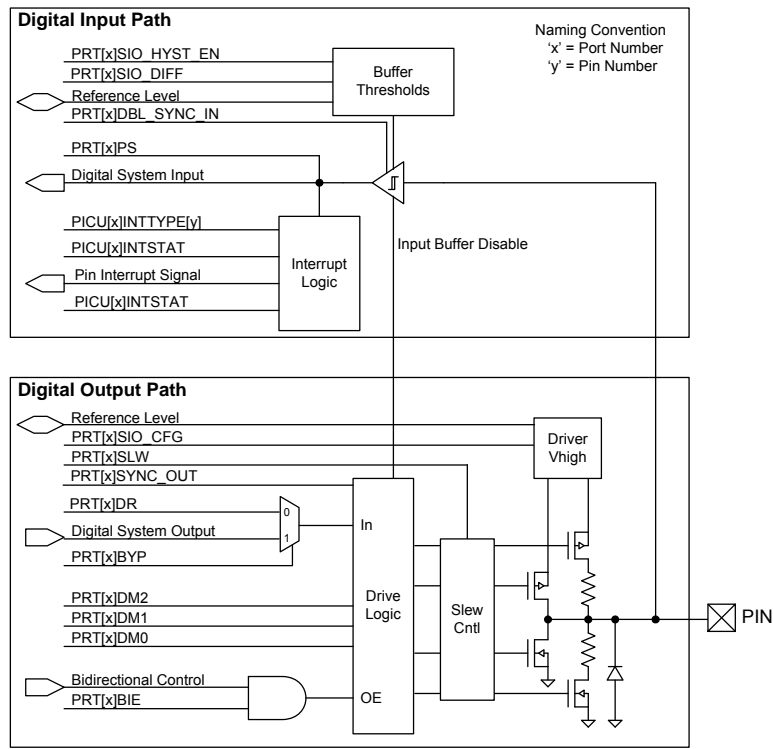 Digital Input Path
Naming Convention
'x' = Port Number
'y' = Pin Number
PRT[x]SIO_HYST_EN
PRT[x]SIO_DIFF
Reference Level
PRT[x]DBL_SYNC_IN
Buffer
Thresholds
PRT[x]PS
Digital System Input
PICU[x]INTTYPE[y]
PICU[x]INTSTAT
Pin Interrupt Signal
PICU[x]INTSTAT
Interrupt
Logic
Input Buffer Disable
Digital Output Path
Reference Level
PRT[x]SIO_CFG
PRT[x]SLW
PRT[x]SYNC_OUT
Driver
Vhigh
PRT[x]DR
Digital System Output
PRT[x]BYP
0
1
In
PRT[x]DM2
PRT[x]DM1
PRT[x]DM0
Drive
Logic
Slew
Cntl
PIN
Bidirectional Control
PRT[x]BIE
OE